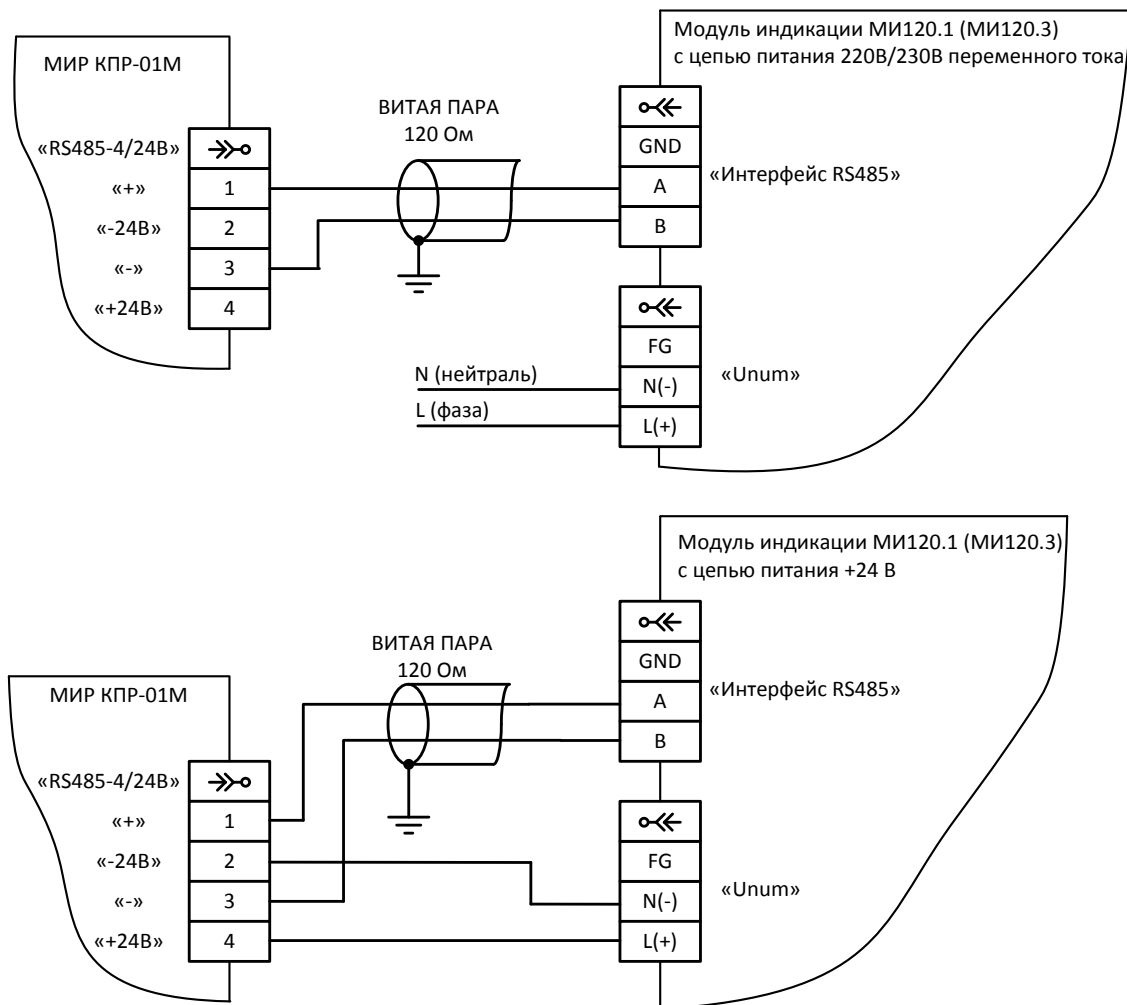 Модуль индикации МИ120.1 (МИ120.3)
с цепью питания 220В/230В переменного тока
МИР КПР-01М
ВИТАЯ ПАРА
120 Ом
«RS485-4/24В»
«+»
1
«-24В»
2
«-»
3
«+24В»
4
GND
A
B
«Интерфейс RS485»
FG
N(-)
L(+)
«Unum»
N (нейтраль)
L (фаза)
Модуль индикации МИ120.1 (МИ120.3)
с цепью питания +24 В
ВИТАЯ ПАРА
120 Ом
GND
A
B
«Интерфейс RS485»
МИР КПР-01М
«RS485-4/24В»
«+»
1
«-24В»
2
«-»
3
«+24В»
4
FG
N(-)
L(+)
«Unum»